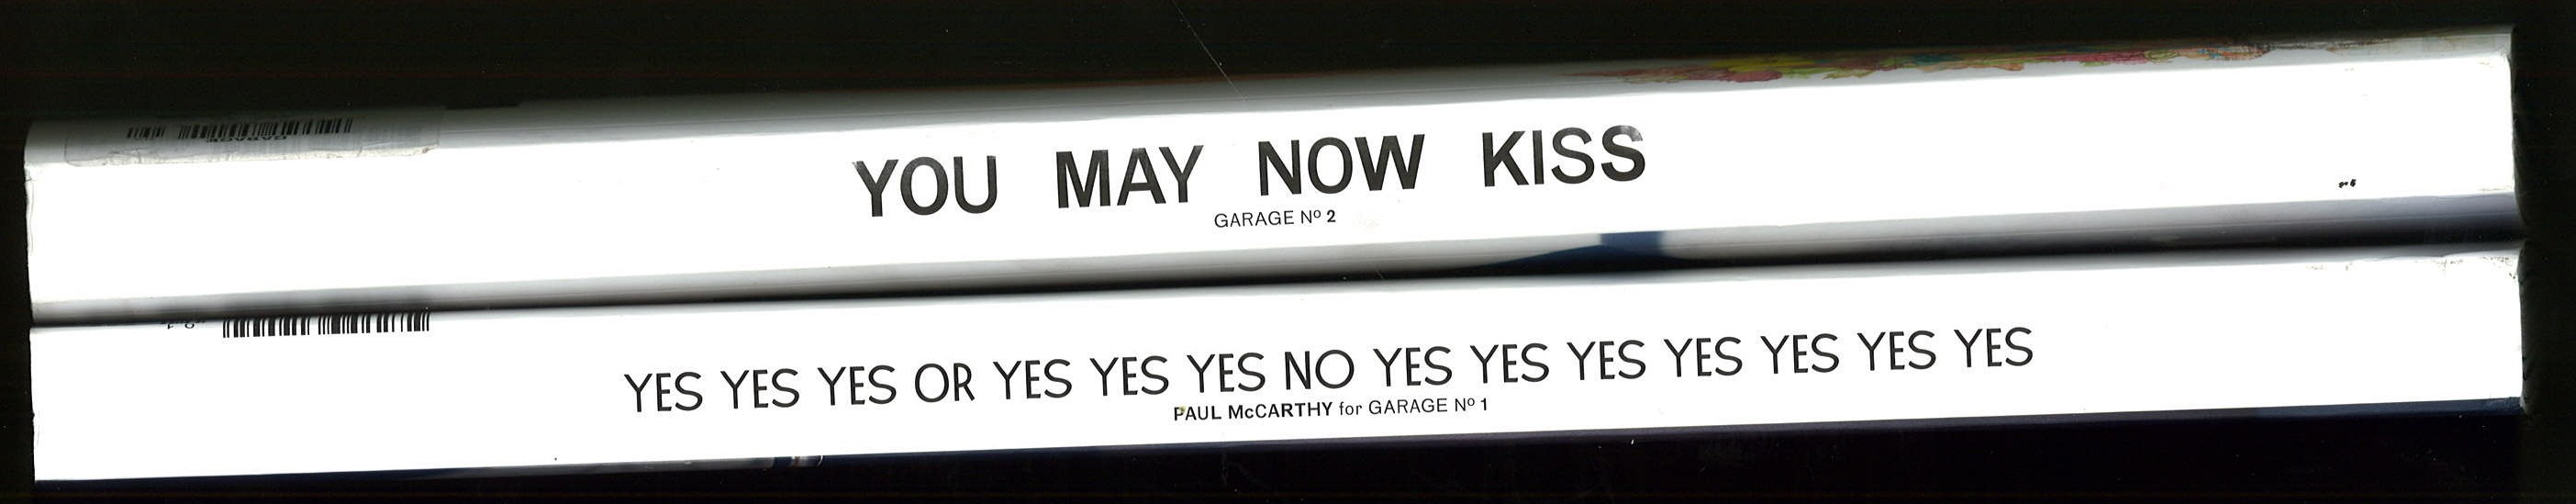 YOU MAY NOW KISS
GARAGE Nº 2
YES YES YES OR YES YES YES NO YES YES YES YES YES YES YES
PAUL McCARTHY for GARAGE Nº 1